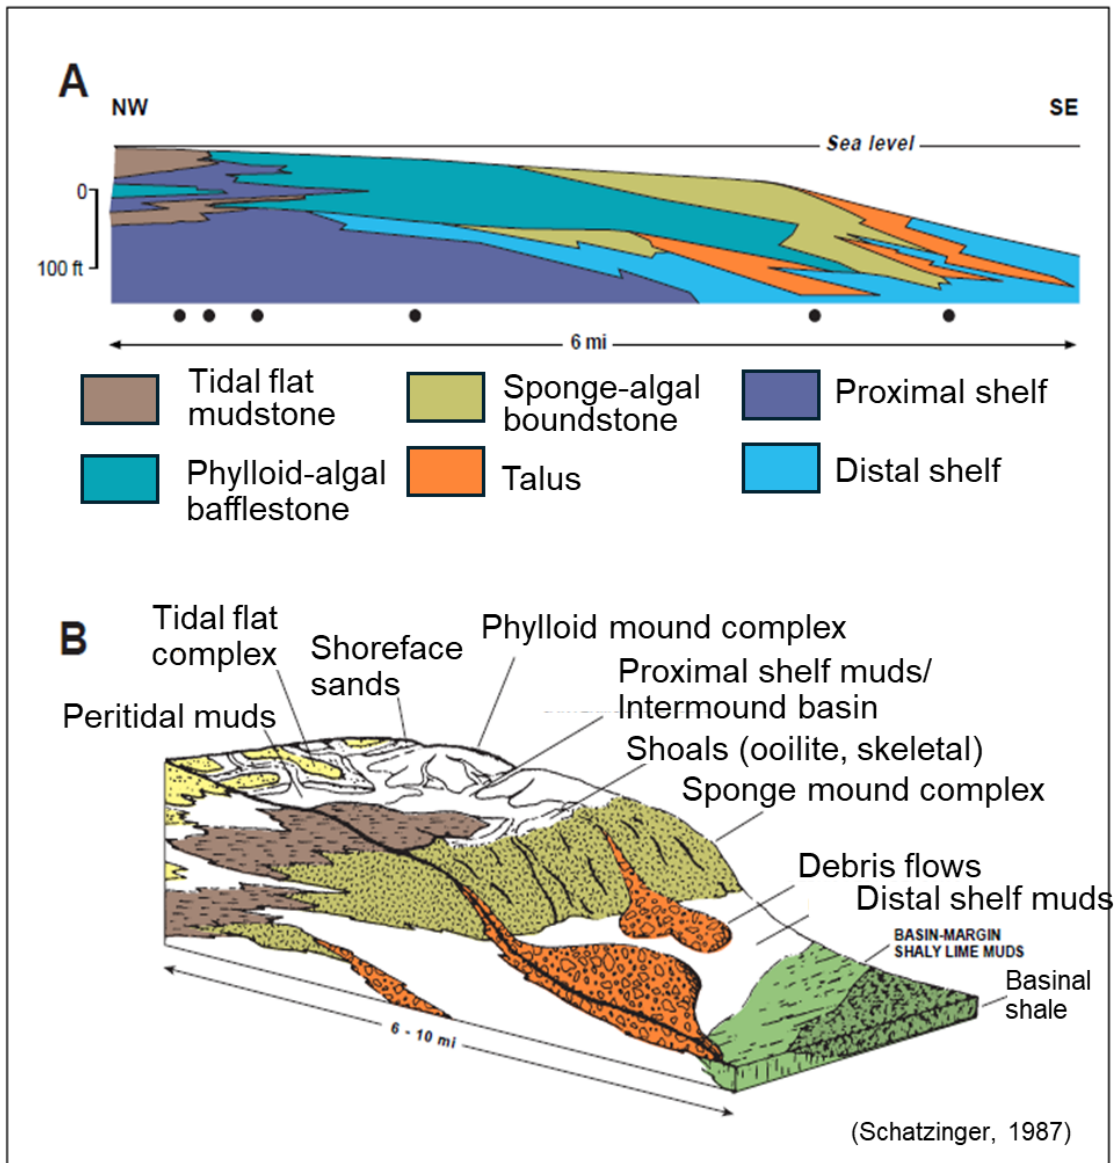 A
NW
SE
Sea level
0
100 ft
6 mi
Tidal flat
mudstone
Sponge-algal
boundstone
Proximal shelf
Phylloid-algal
bafflestone
Talus
Distal shelf
B
Tidal flat
complex
Shoreface
sands
Phylloid mound complex
Proximal shelf muds/
Intermound basin
Peritidal muds
Shoals (ooilite, skeletal)
Sponge mound complex
Debris flows
Distal shelf muds
BASIN-MARGIN
SHALY LIME MUDS
Basinal
shale
6 - 10 mi
(Schatzinger, 1987)